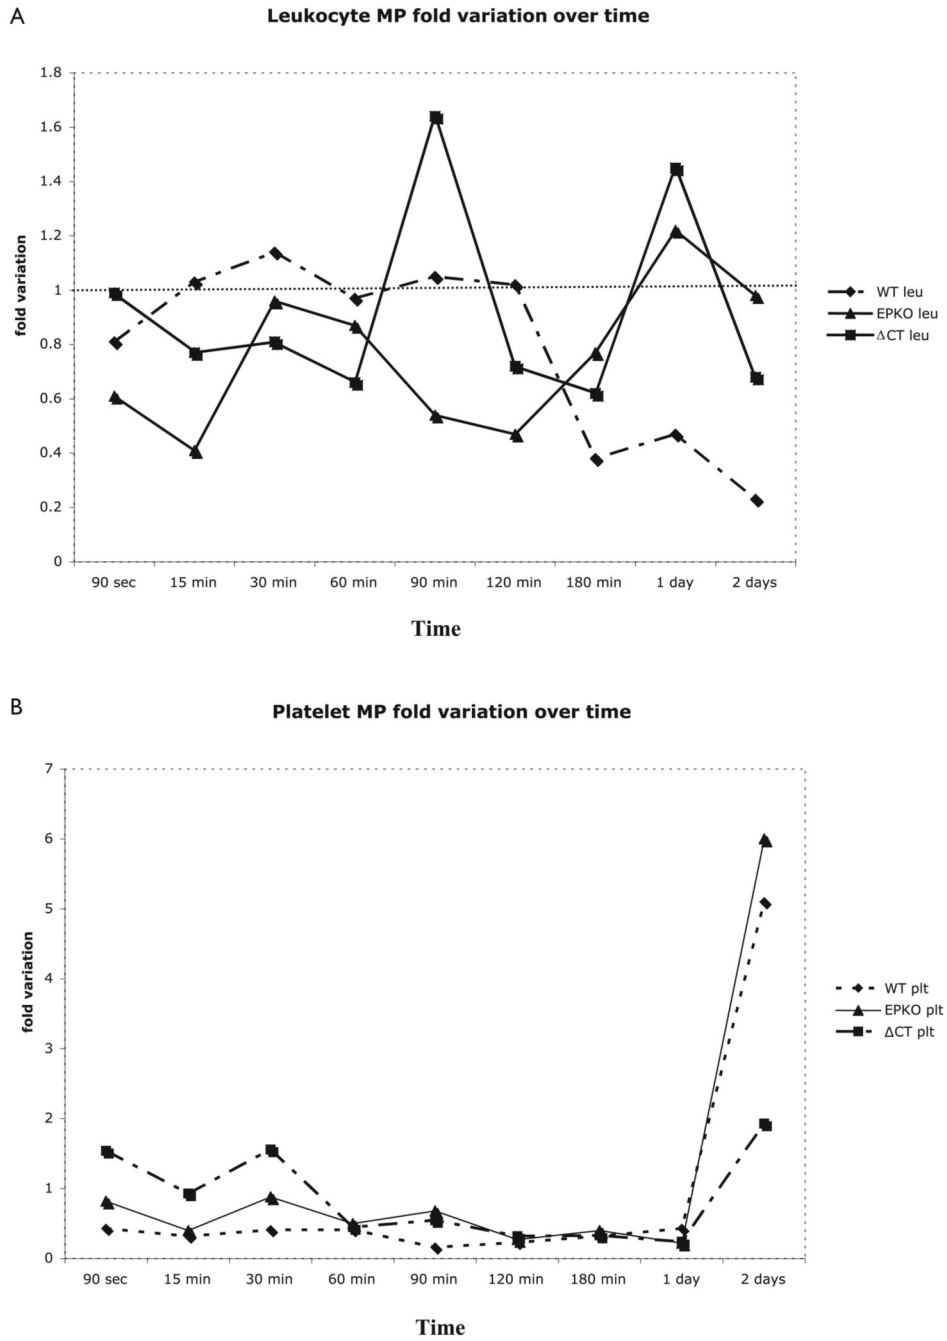 A
Leukocyte MP fold variation over time
1.8
1.6
1.4
1.2
1
0.8
0.6
0.4
0.2
0
fold variation
WT leu
EPKO leu
ΔCT leu
90 sec 15 min 30 min 60 min 90 min 120 min 180 min 1 day 2 days
Time
B
Platelet MP fold variation over time
7
6
5
4
3
2
1
0
fold variation
WT plt
EPKO plt
ΔCT plt
90 sec 15 min 30 min 60 min 90 min 120 min 180 min 1 day 2 days
Time